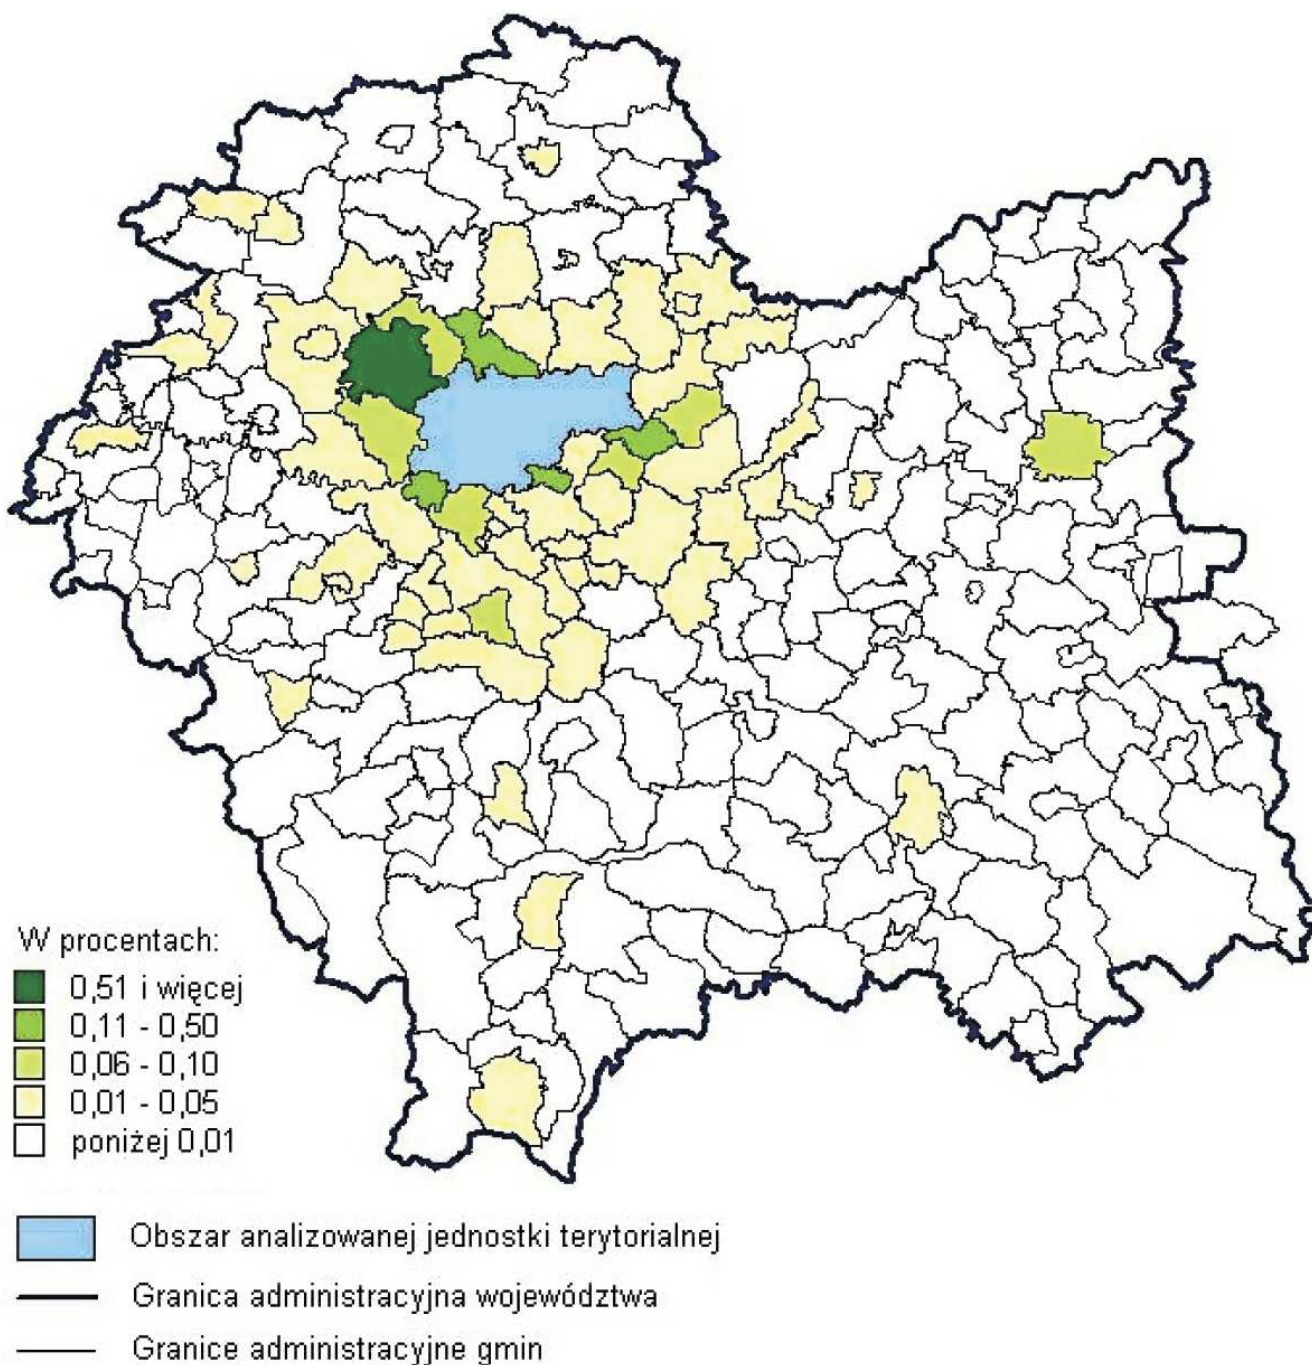 W procentach:
0,51 i więcej
0,11 - 0,50
0,06 - 0,10
0,01 - 0,05
poniżej 0,01
Obszar analizowanej jednostki terytorialnej
Granica administracyjna województwa
Granice administracyjne gmin